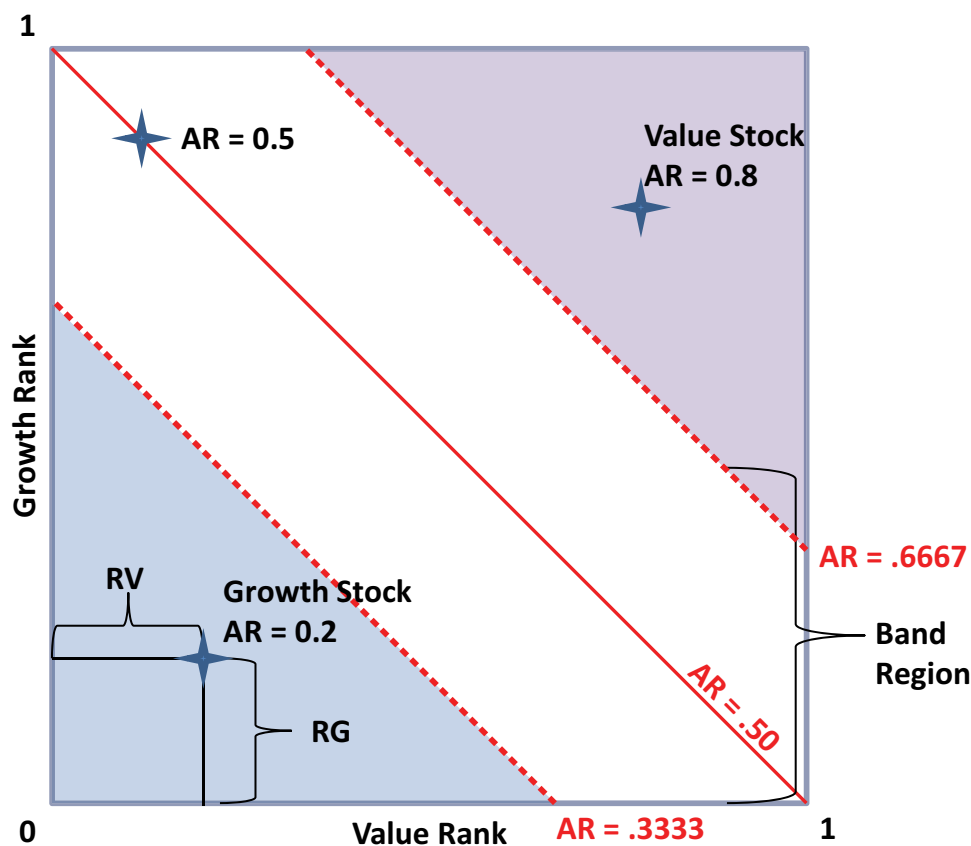 1
AR = 0.5
Value Stock
AR = 0.8
Growth Rank
AR = .6667
RV
Growth Stock
AR = 0.2
Band
Region
RG
AR = .50
0
Value Rank
AR = .3333
1